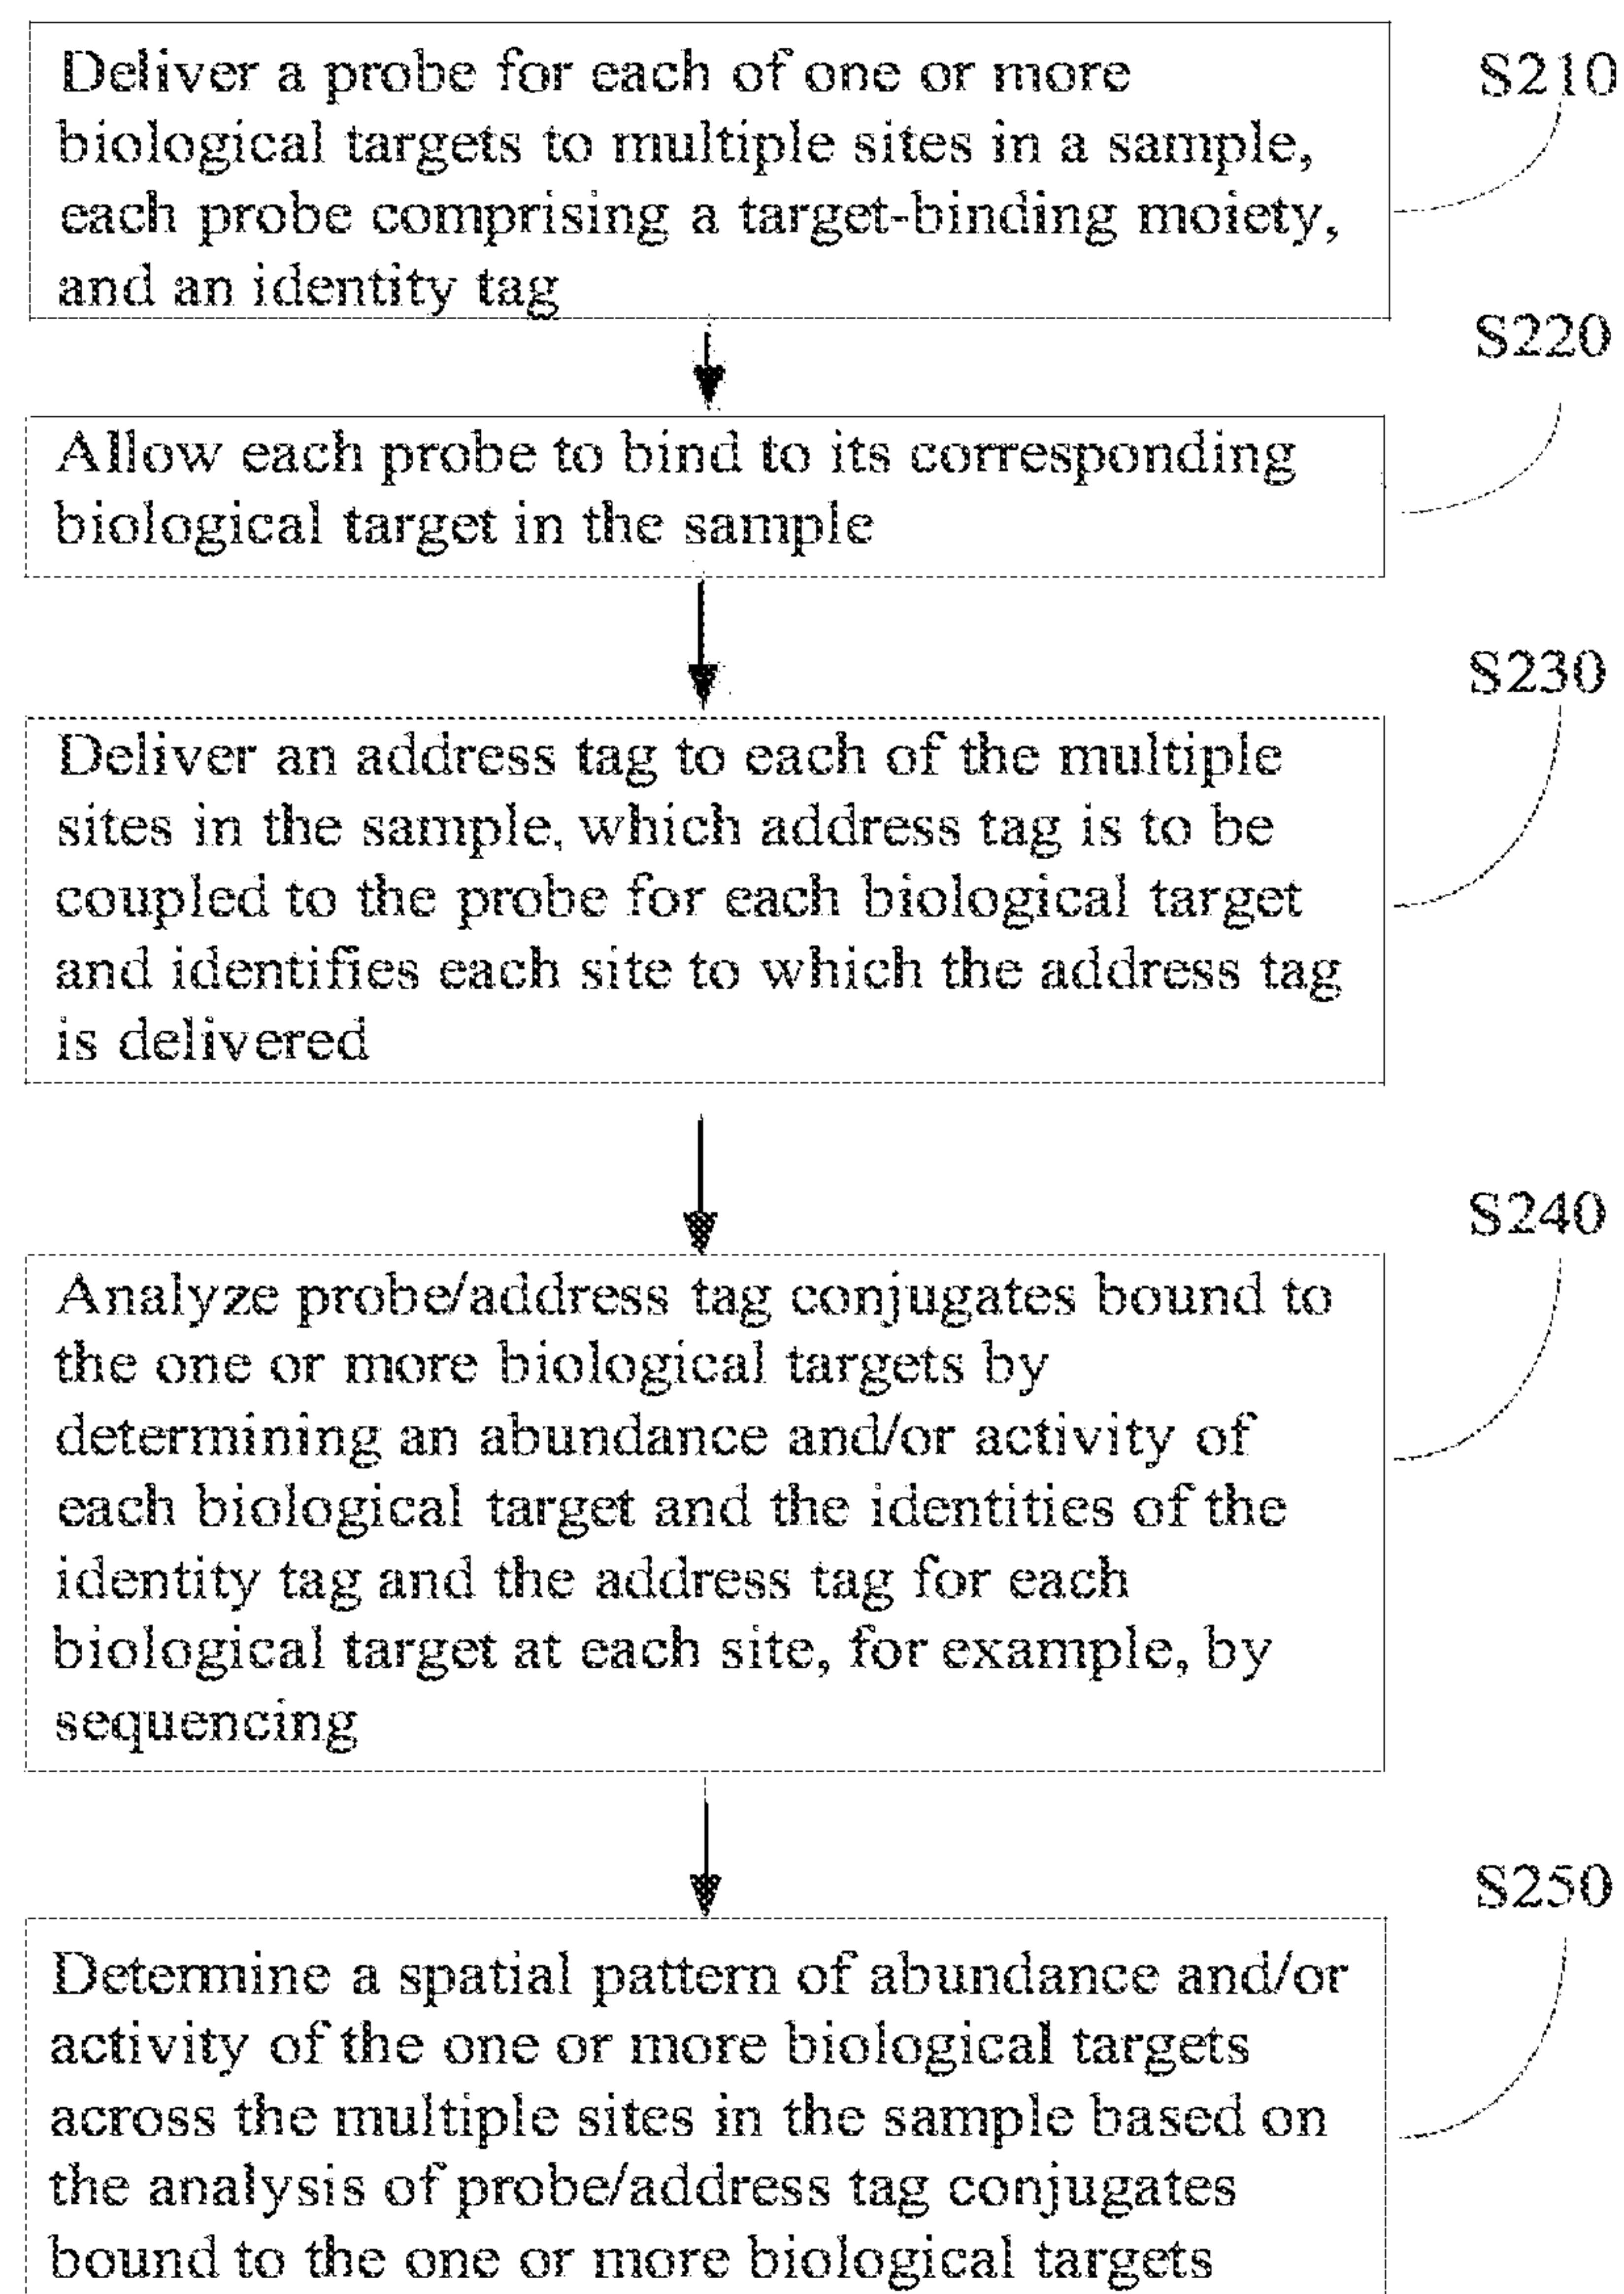 Deliver a probe for each of one or more
biological targets to multiple sites in a sample,
each probe comprising a target-binding moiety,
and an identity tag
S210
Allow each probe to bind to its corresponding
biological target in the sample
S220
Deliver an address tag to each of the multiple
sites in the sample, which address tag is to be
coupled to the probe for each biological target
and identifies each site to which the address tag
is delivered
S230
Analyze probe/address tag conjugates bound to
the one or more biological targets by
determining an abundance and/or activity of
each biological target and the identities of the
identity tag and the address tag for each
biological target at each site, for example, by
sequencing
S240
Determine a spatial pattern of abundance and/or
activity of the one or more biological targets
across the multiple sites in the sample based on
the analysis of probe/address tag conjugates
bound to the one or more biological targets
S250